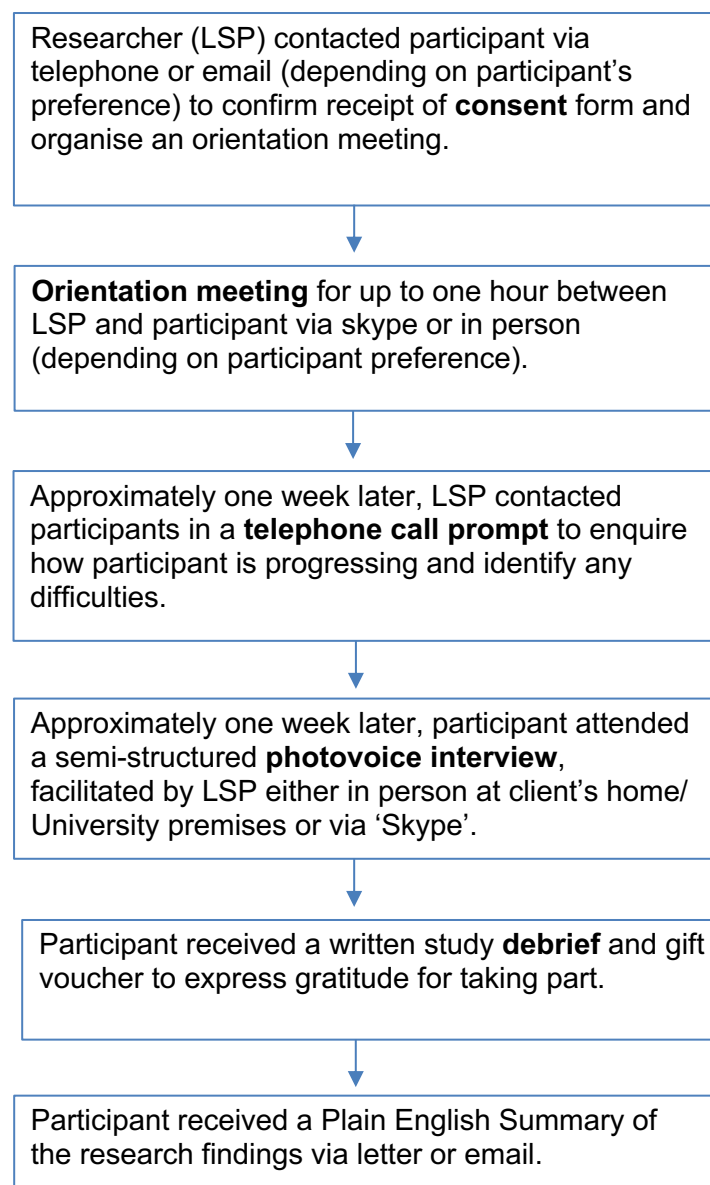 Researcher (LSP) contacted participant via
telephone or email (depending on participant’s
preference) to confirm receipt of consent form and
organise an orientation meeting.
Orientation meeting for up to one hour between
LSP and participant via skype or in person
(depending on participant preference).
Approximately one week later, LSP contacted
participants in a telephone call prompt to enquire
how participant is progressing and identify any
difficulties.
Approximately one week later, participant attended
a semi-structured photovoice interview,
facilitated by LSP either in person at client’s home/
University premises or via ‘Skype’.
Participant received a written study debrief and gift
voucher to express gratitude for taking part.
Participant received a Plain English Summary of
the research findings via letter or email.